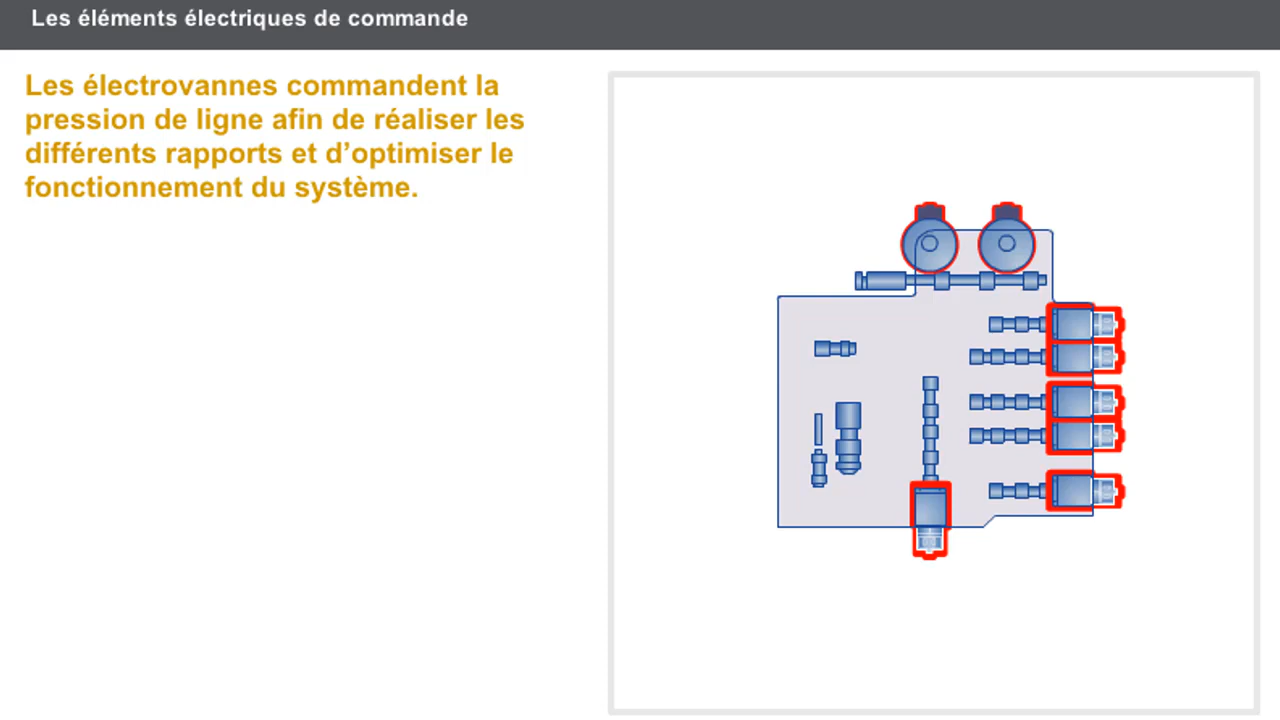 Les éléments électriques de commande
Les électrovannes commandent la
pression de ligne afin de réaliser les
différents rapports et d’optimiser le
fonctionnement du système.